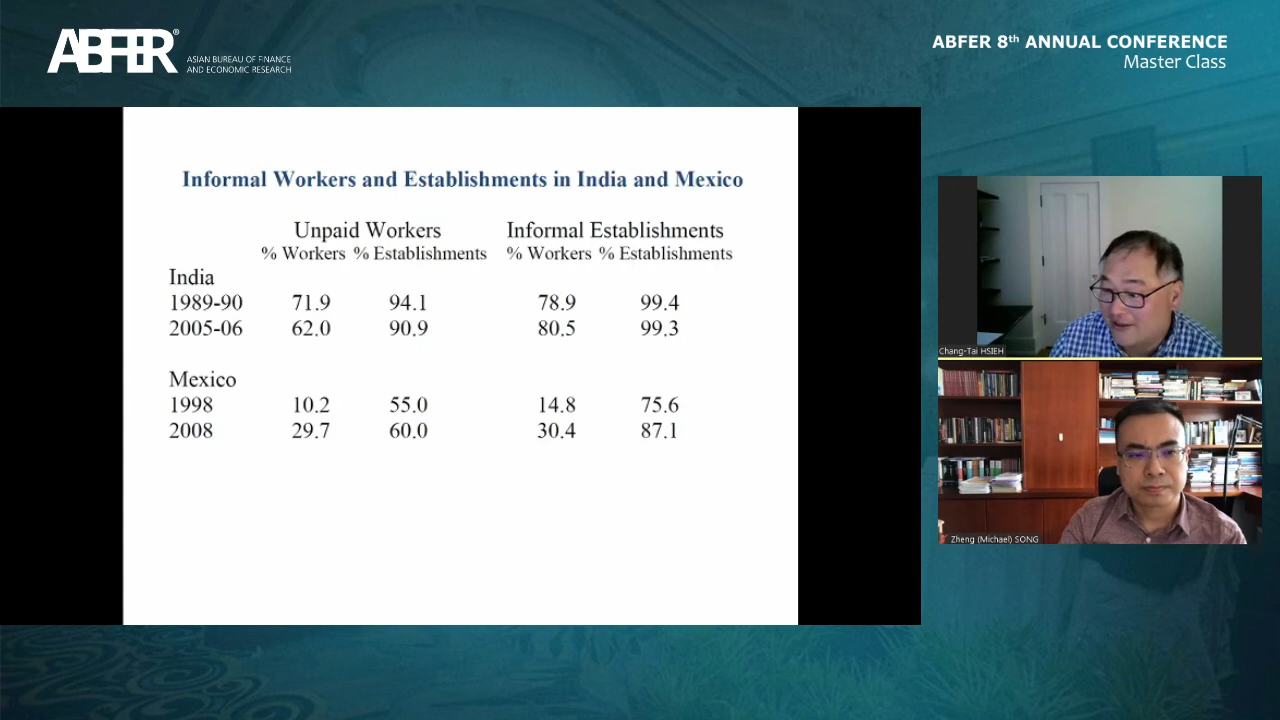 ABFER®
ASIAN BUREAU OF FINANCE
AND ECONOMIC RESEARCH
ABFER 8th ANNUAL CONFERENCE
Master Class
Informal Workers and Establishments in India and Mexico
Unpaid Workers Informal Establishments
% Workers % Establishments % Workers % Establishments
India
1989-90 71.9 94.1 78.9 99.4
2005-06 62.0 90.9 80.5 99.3
Mexico
1998 10.2 55.0 14.8 75.6
2008 29.7 60.0 30.4 87.1
Chang-Tai HSIEH
Zheng (Michael) SONG